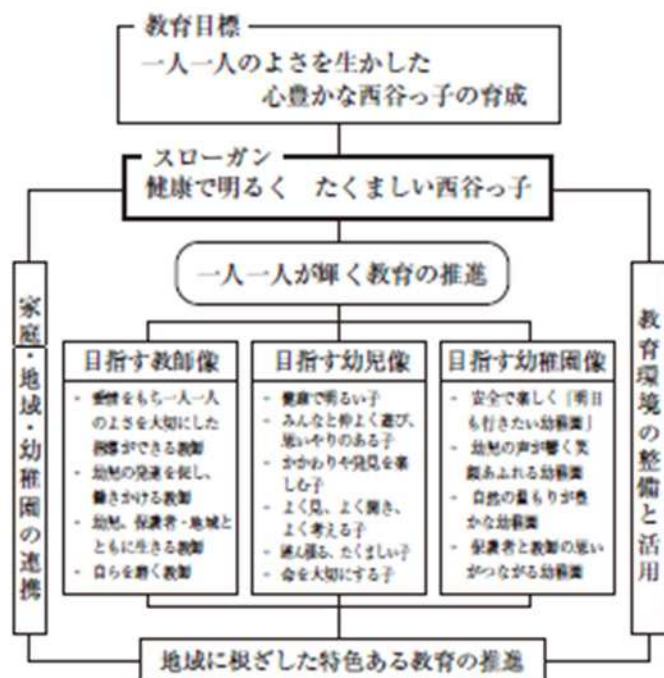 教育目標
一人一人のよさを生かした
心豊かな西谷っ子の育成
スローガン
健康で明るく　たくましい西谷っ子
一人一人が輝く教育の推進
家庭・地域・幼稚園の連携
目指す教師像
- 愛情をもち一人一人
のよさを大切にした
指導ができる教師
- 幼児の発達を促し、
働きかける教師
- 幼児、保護者・地域と
ともに生きる教師
- 自らを磨く教師
目指す幼児像
- 健康で明るい子
- みんなと仲よく遊び、
思いやりのある子
- かかわりや発見を楽
しむ子
- よく見、よく聞き、
よく考える子
- 頑張る、たくましい子
- 命を大切にする子
目指す幼稚園像
- 安全で楽しく「明日
も行きたい幼稚園」
- 幼児の声が響く笑
顔あふれる幼稚園
- 自然の温もりが豊
かな幼稚園
- 保護者と教師の思い
がつながる幼稚園
教育環境の整備と活用
地域に根ざした特色ある教育の推進